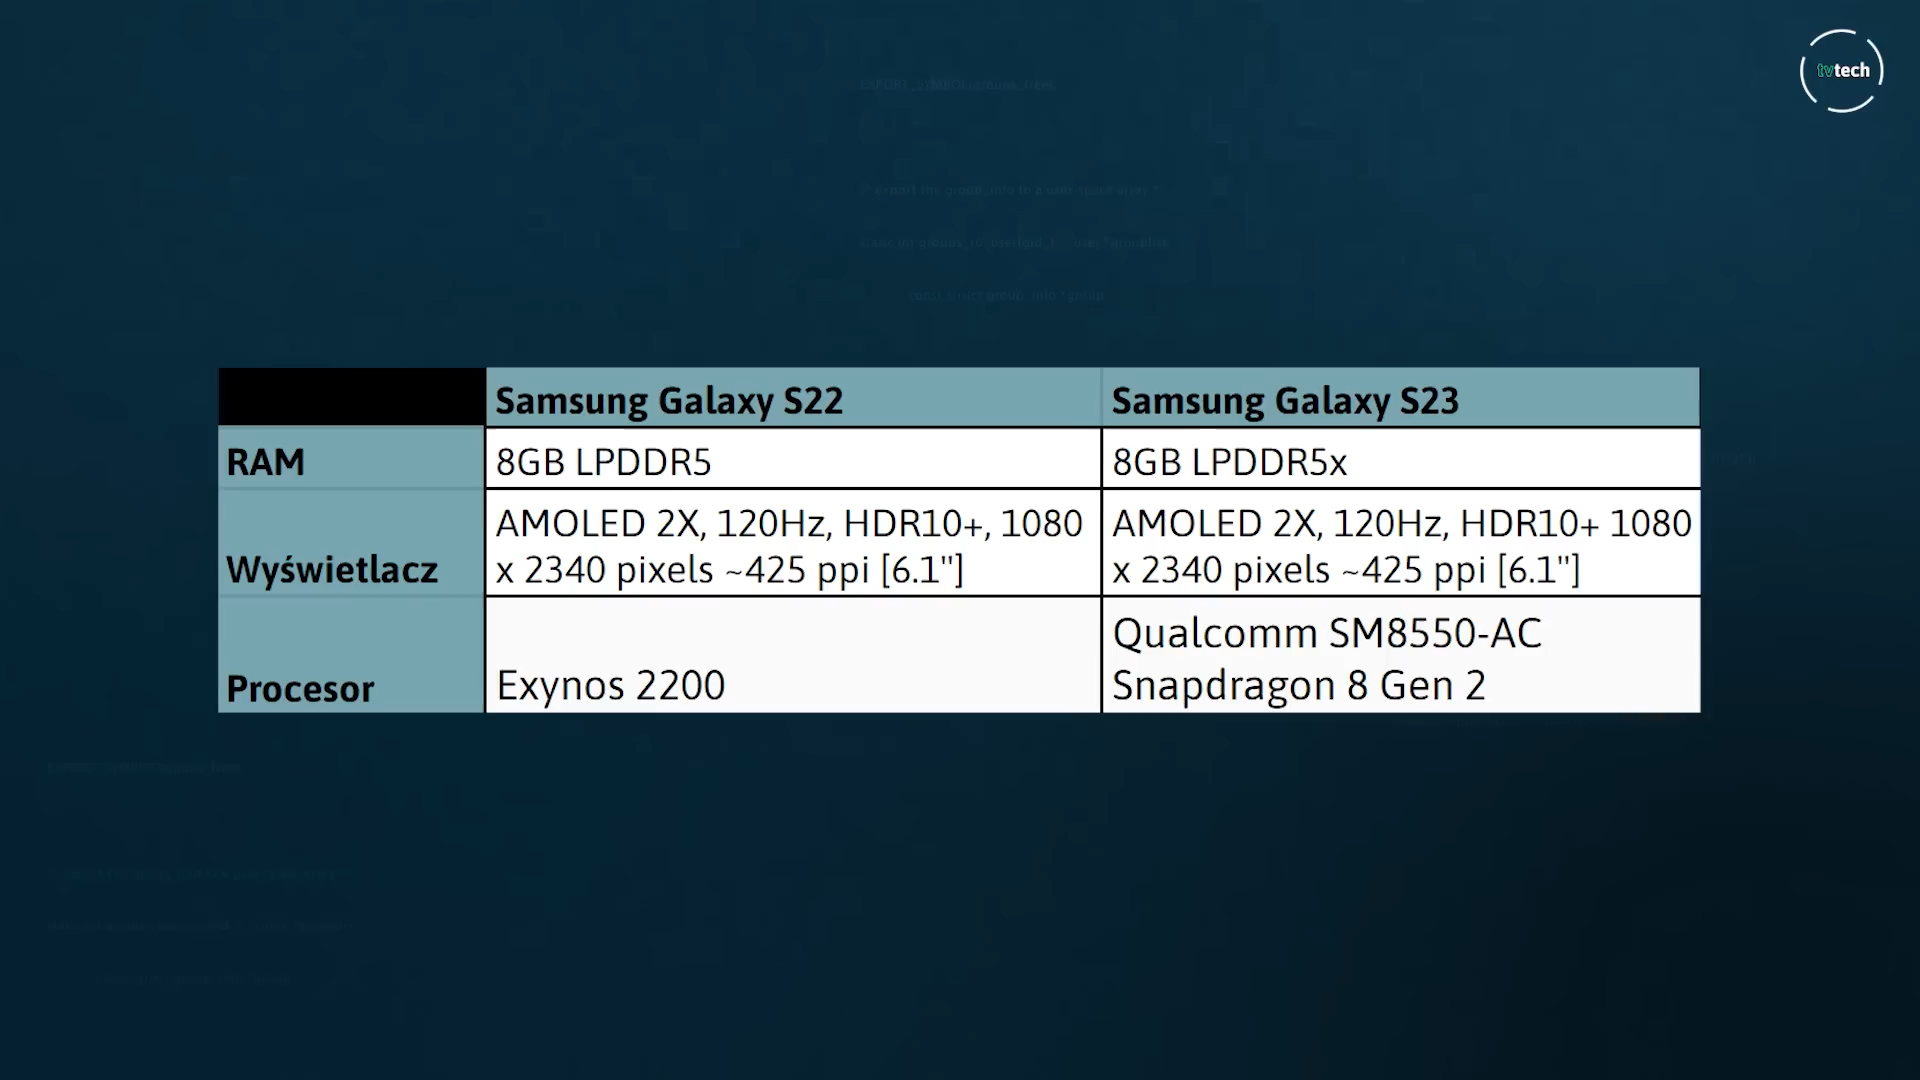 tvtech
Samsung Galaxy S22 Samsung Galaxy S23
RAM 8GB LPDDR5 8GB LPDDR5x
Wyświetlacz AMOLED 2X, 120Hz, HDR10+, 1080
x 2340 pixels ~425 ppi [6.1"] AMOLED 2X, 120Hz, HDR10+ 1080
x 2340 pixels ~425 ppi [6.1"]
Procesor Exynos 2200 Qualcomm SM8550-AC
Snapdragon 8 Gen 2